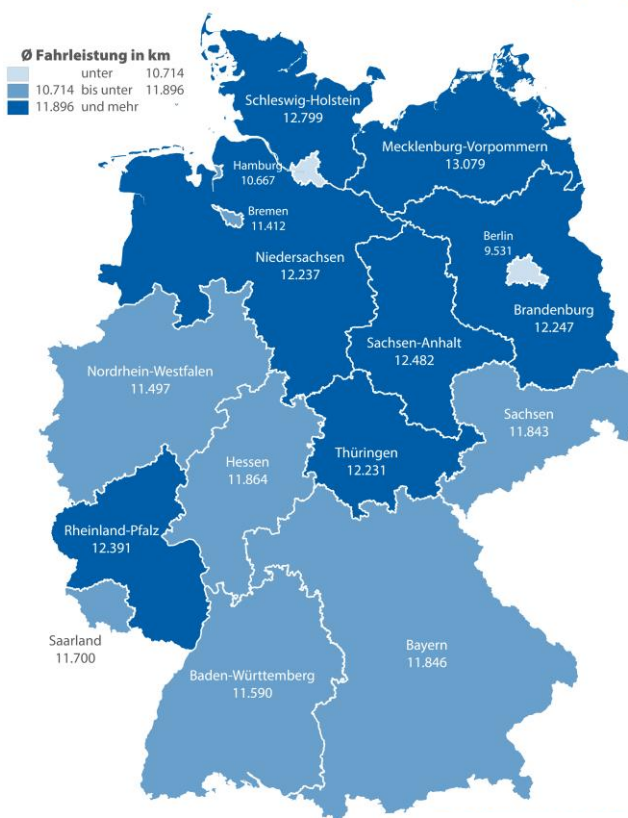 Ø Fahrleistung in km
unter 10.714
10.714 bis unter 11.896
11.896 und mehr
Schleswig-Holstein
12.799
Mecklenburg-Vorpommern
13.079
Hamburg
10.667
Bremen
11.412
Berlin
9.531
Niedersachsen
12.237
Brandenburg
12.247
Sachsen-Anhalt
12.482
Nordrhein-Westfalen
11.497
Sachsen
11.843
Thüringen
12.231
Hessen
11.864
Rheinland-Pfalz
12.391
Saarland
11.700
Bayern
11.846
Baden-Württemberg
11.590